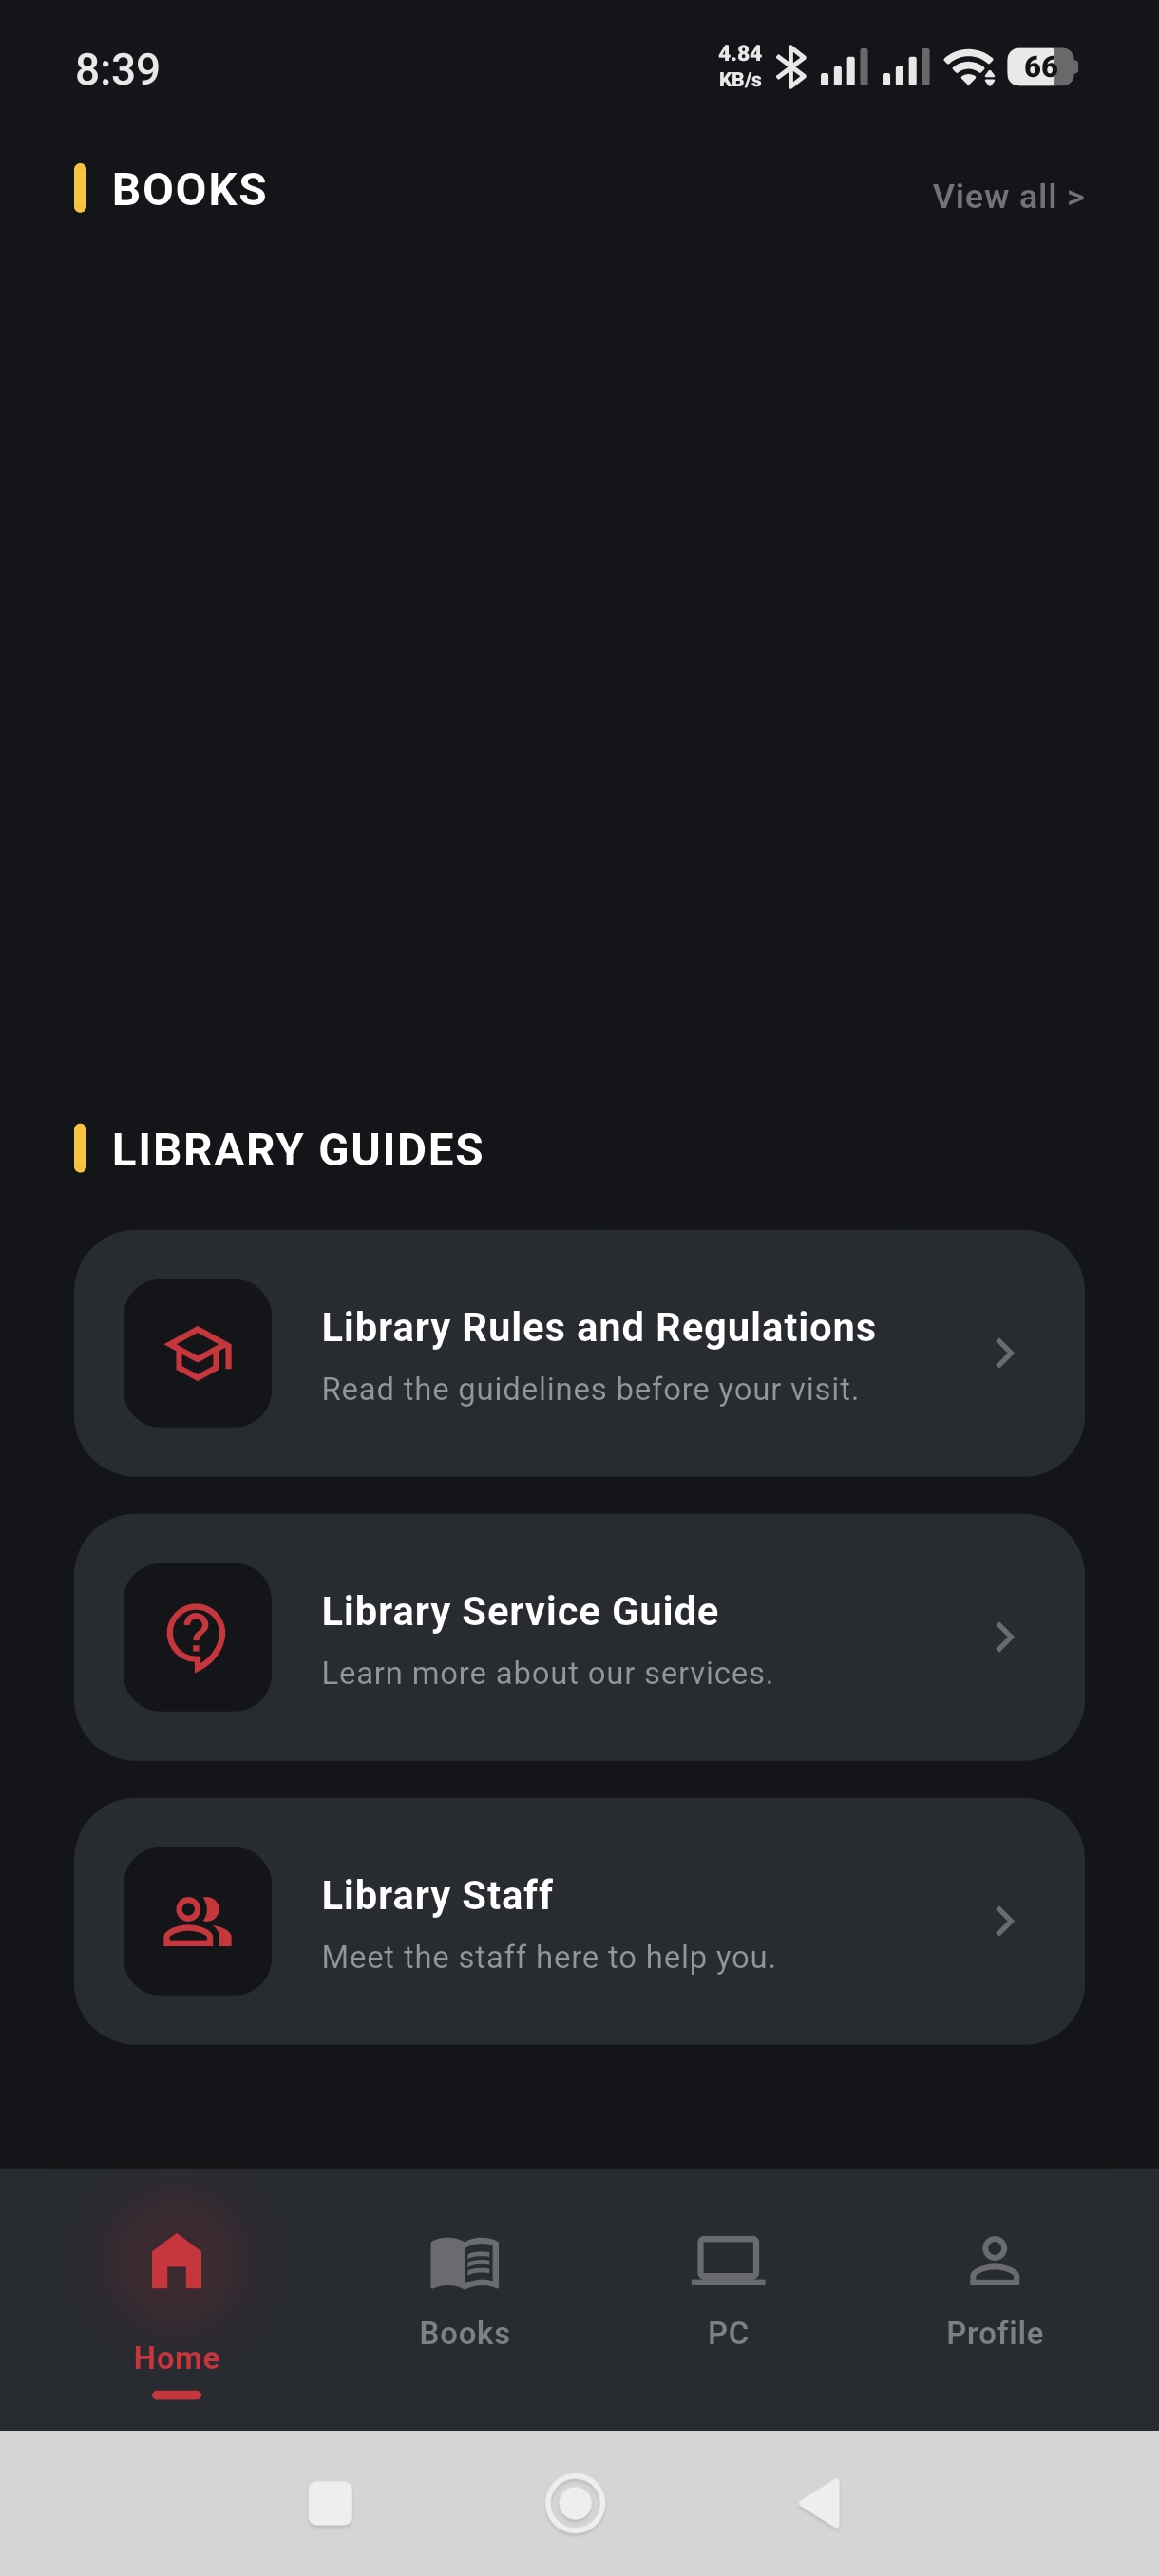 8:39
4.84
KB/s
66
BOOKS
View all >
LIBRARY GUIDES
Library Rules and Regulations
Read the guidelines before your visit.
Library Service Guide
Learn more about our services.
Library Staff
Meet the staff here to help you.
Home
Books
PC
Profile